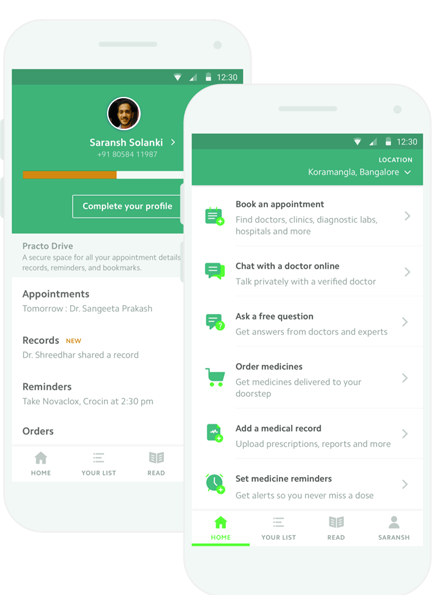 12:30
Saransh Solanki
+91 80584 11987
Complete your profile
Practo Drive
A secure space for all your appointment details
records, reminders, and bookmarks.
Appointments
Tomorrow : Dr. Sangeeta Prakash
Records NEW
Dr. Shreedhar shared a record
Reminders
Take Novaclox, Crocin at 2:30 pm
Orders
HOME YOUR LIST READ
12:30
LOCATION
Koramangla, Bangalore
Book an appointment
Find doctors, clinics, diagnostic labs,
hospitals and more
Chat with a doctor online
Talk privately with a verified doctor
Ask a free question
Get answers from doctors and experts
Order medicines
Get medicines delivered to your
doorstep
Add a medical record
Upload prescriptions, reports and more
Set medicine reminders
Get alerts so you never miss a dose
HOME YOUR LIST READ SARANSH